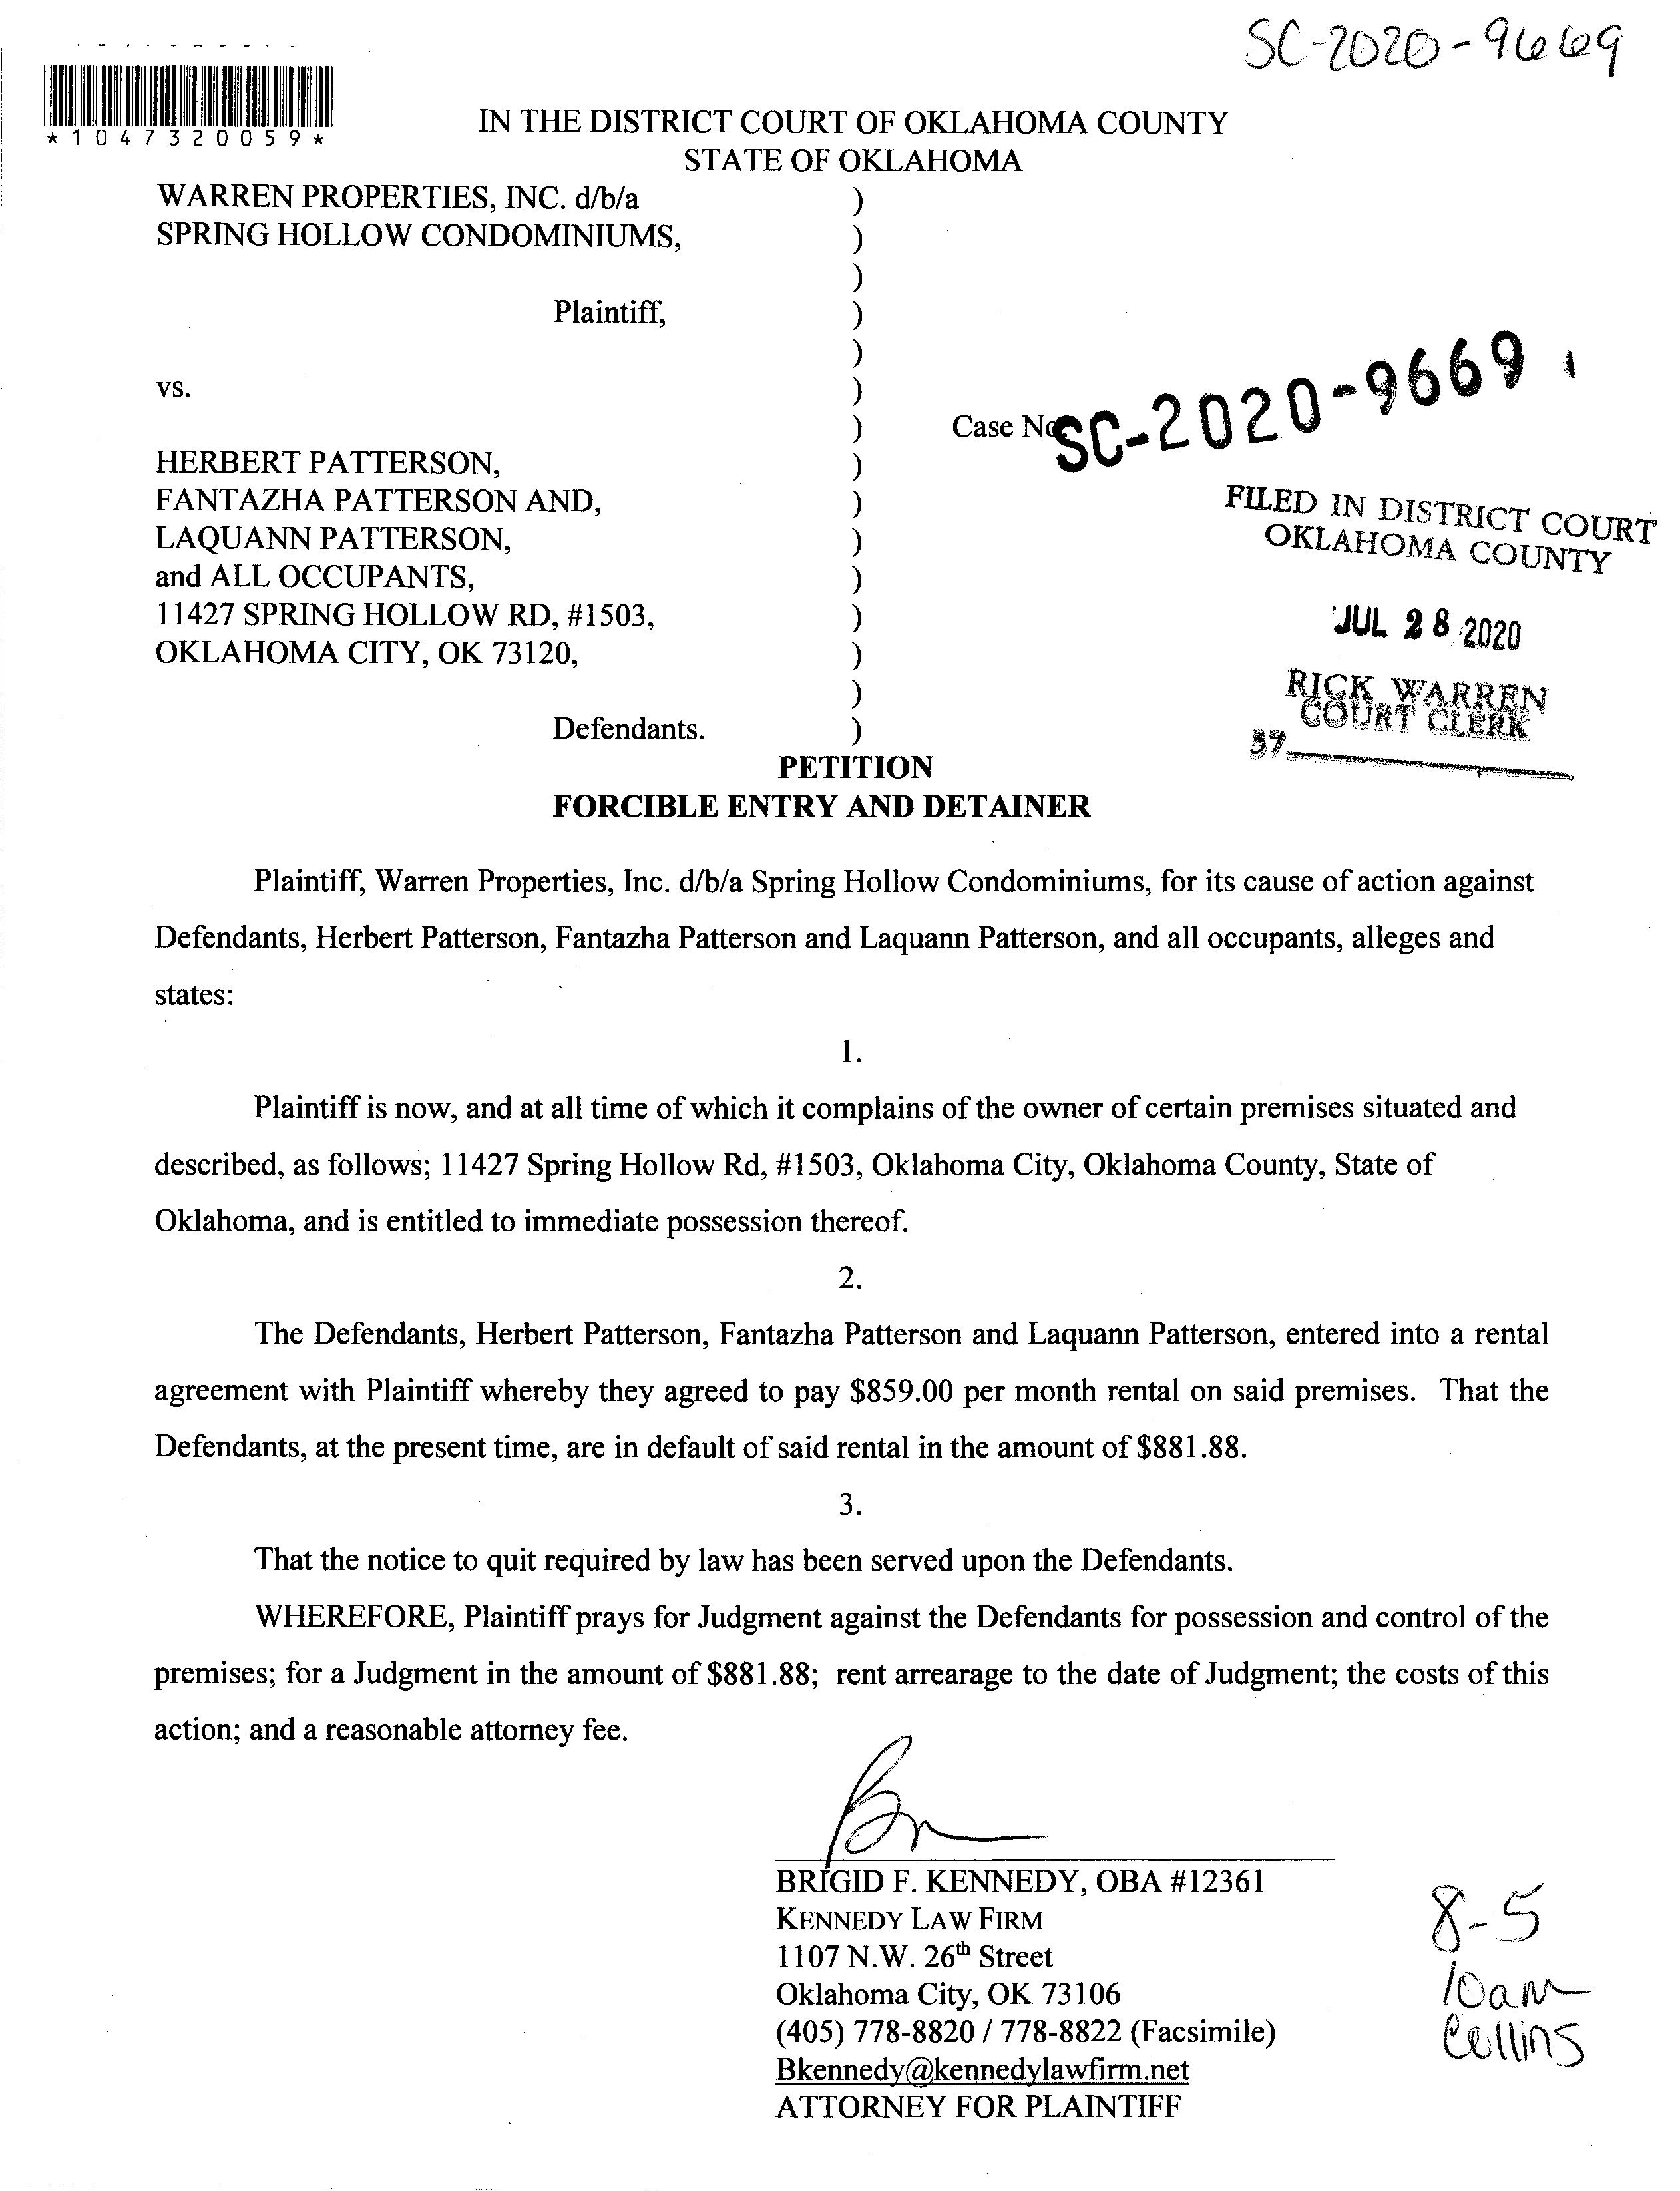 SC-2020-9669
*1047320059*
IN THE DISTRICT COURT OF OKLAHOMA COUNTY
STATE OF OKLAHOMA
WARREN PROPERTIES, INC. d/b/a )
SPRING HOLLOW CONDOMINIUMS, )
)
Plaintiff, )
)
vs. )
) Case No. SC-2020-9669
HERBERT PATTERSON, )
FANTAZHA PATTERSON AND, )
LAQUANN PATTERSON, )
and ALL OCCUPANTS, )
11427 SPRING HOLLOW RD, #1503, )
OKLAHOMA CITY, OK 73120, )
)
Defendants. )
FILED IN DISTRICT COURT
OKLAHOMA COUNTY
JUL 28 2020
RICK WARREN
COURT CLERK
37
PETITION
FORCIBLE ENTRY AND DETAINER
Plaintiff, Warren Properties, Inc. d/b/a Spring Hollow Condominiums, for its cause of action against
Defendants, Herbert Patterson, Fantazha Patterson and Laquann Patterson, and all occupants, alleges and
states:
1.
Plaintiff is now, and at all time of which it complains of the owner of certain premises situated and
described, as follows; 11427 Spring Hollow Rd, #1503, Oklahoma City, Oklahoma County, State of
Oklahoma, and is entitled to immediate possession thereof.
2.
The Defendants, Herbert Patterson, Fantazha Patterson and Laquann Patterson, entered into a rental
agreement with Plaintiff whereby they agreed to pay $859.00 per month rental on said premises. That the
Defendants, at the present time, are in default of said rental in the amount of $881.88.
3.
That the notice to quit required by law has been served upon the Defendants.
WHEREFORE, Plaintiff prays for Judgment against the Defendants for possession and control of the
premises; for a Judgment in the amount of $881.88; rent arrearage to the date of Judgment; the costs of this
action; and a reasonable attorney fee.
BRIGID F. KENNEDY, OBA #12361
KENNEDY LAW FIRM
1107 N.W. 26th Street
Oklahoma City, OK 73106
(405) 778-8820 / 778-8822 (Facsimile)
Bkennedy@kennedylawfirm.net
ATTORNEY FOR PLAINTIFF
8-5
10am
Collins